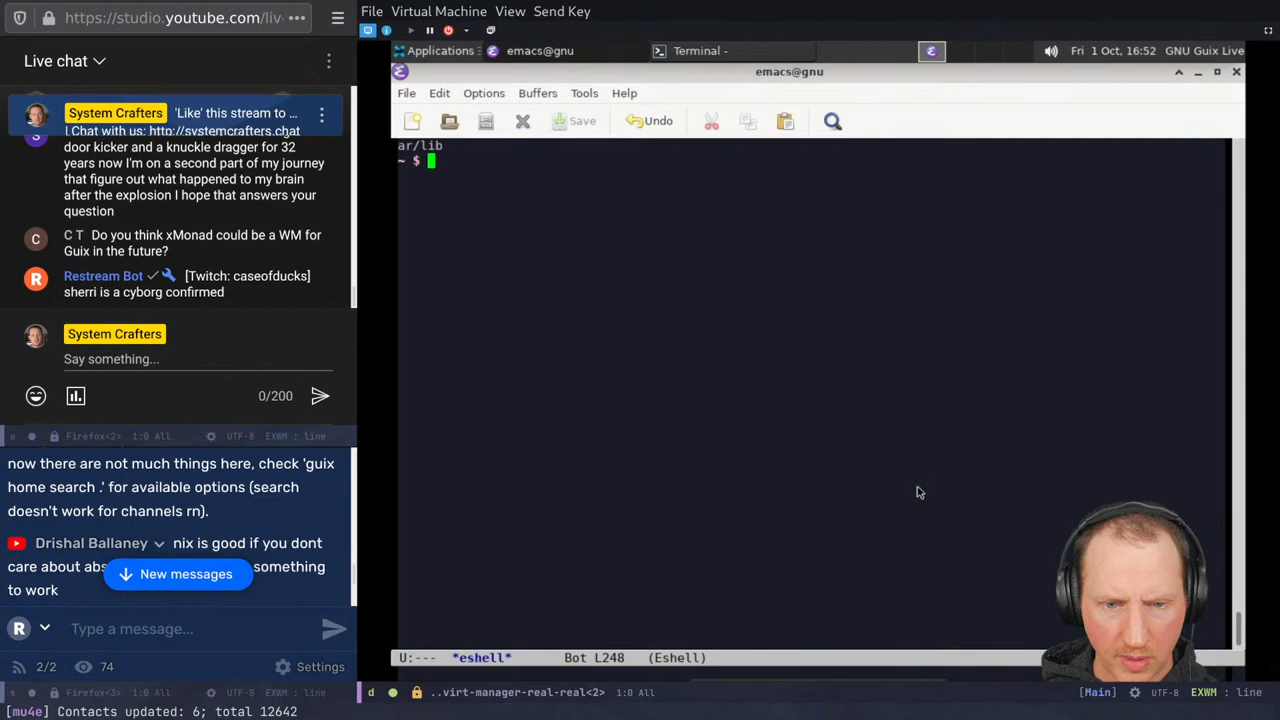 https://studio.youtube.com/liv
Live chat
System Crafters 'Like' this stream to ...
! Chat with us: http://systemcrafters.chat
door kicker and a knuckle dragger for 32
years now I'm on a second part of my journey
that figure out what happened to my brain
after the explosion I hope that answers your
question
C T Do you think xMonad could be a WM for
Guix in the future?
Restream Bot [Twitch: caseofducks]
sherri is a cyborg confirmed
System Crafters
Say something...
0/200
Firefox<2> 1:0 All UTF-8 EXWM : line
now there are not much things here, check 'guix
home search .' for available options (search
doesn't work for channels rn).
Drishal Ballaney nix is good if you dont
care about abs something
New messages
to work
R Type a message...
2/2 74 Settings
s Firefox<3> 1:0 All UTF-8 EXWM : line
[mu4e] Contacts updated: 6; total 12642
File Virtual Machine View Send Key
Applications emacs@gnu Terminal - Fri 1 Oct, 16:52 GNU Guix Live
emacs@gnu
File Edit Options Buffers Tools Help
Save Undo
ar/lib
~ $
U:--- *eshell* Bot L248 (Eshell)
d ..virt-manager-real-real<2> 1:0 All [Main] UTF-8 EXWM : line